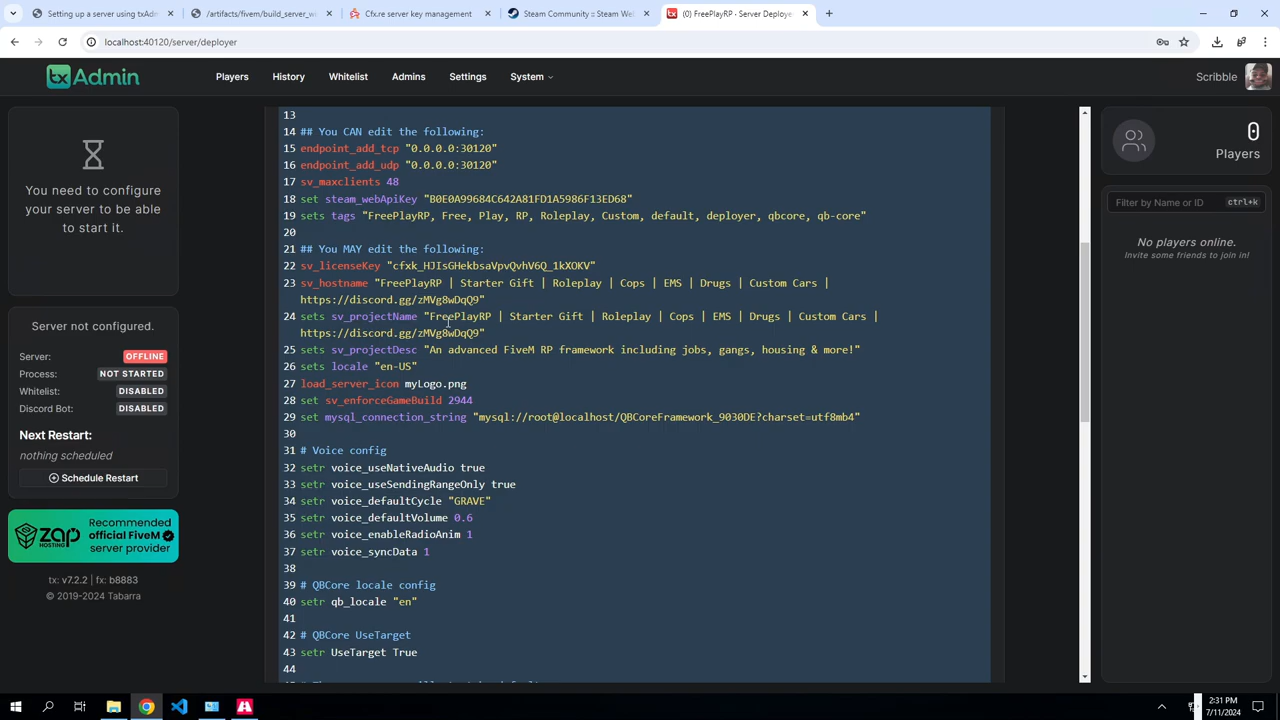 Setting up a server using txAdm
/artifacts/fivem/build_server_wi
Cfx.re server key management
Steam Community :: Steam Wel
(0) FreePlayRP - Server Deploye
localhost:40120/server/deployer
txAdmin
Players
History
Whitelist
Admins
Settings
System
Scribble
You need to configure
your server to be able
to start it.
Server not configured.
Server: OFFLINE
Process: NOT STARTED
Whitelist: DISABLED
Discord Bot: DISABLED
Next Restart:
nothing scheduled
Schedule Restart
ZAP HOSTING
Recommended
official FiveM
server provider
tx: v7.2.2 | fx: b8883
© 2019-2024 Tabarra
13
14 ## You CAN edit the following:
15 endpoint_add_tcp "0.0.0.0:30120"
16 endpoint_add_udp "0.0.0.0:30120"
17 sv_maxclients 48
18 set steam_webApiKey "B0E0A99684C642A81FD1A5986F13ED68"
19 sets tags "FreePlayRP, Free, Play, RP, Roleplay, Custom, default, deployer, qbcore, qb-core"
20
21 ## You MAY edit the following:
22 sv_licenseKey "cfxk_HJIsGHekbsaVpvQvhV6Q_1kXOKV"
23 sv_hostname "FreePlayRP | Starter Gift | Roleplay | Cops | EMS | Drugs | Custom Cars |
https://discord.gg/zMVg8wDqQ9"
24 sets sv_projectName "FreePlayRP | Starter Gift | Roleplay | Cops | EMS | Drugs | Custom Cars |
https://discord.gg/zMVg8wDqQ9"
25 sets sv_projectDesc "An advanced FiveM RP framework including jobs, gangs, housing & more!"
26 sets locale "en-US"
27 load_server_icon myLogo.png
28 set sv_enforceGameBuild 2944
29 set mysql_connection_string "mysql://root@localhost/QBCoreFramework_9030DE?charset=utf8mb4"
30
31 # Voice config
32 setr voice_useNativeAudio true
33 setr voice_useSendingRangeOnly true
34 setr voice_defaultCycle "GRAVE"
35 setr voice_defaultVolume 0.6
36 setr voice_enableRadioAnim 1
37 setr voice_syncData 1
38
39 # QBCore locale config
40 setr qb_locale "en"
41
42 # QBCore UseTarget
43 setr UseTarget True
44
0
Players
Filter by Name or ID ctrl+k
No players online.
Invite some friends to join in!
2:31 PM
7/11/2024